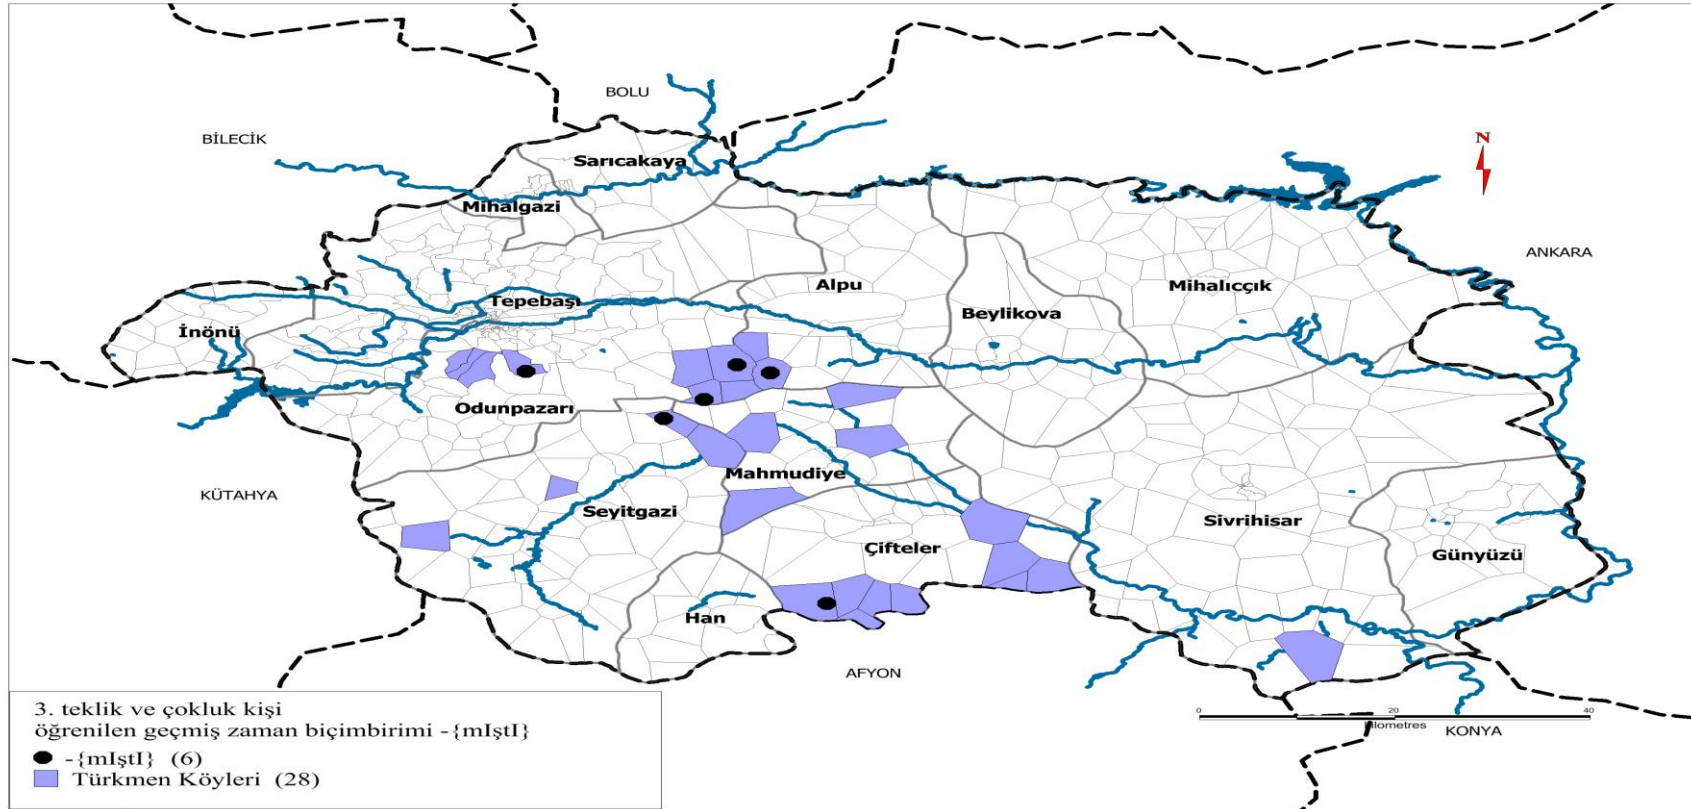 BOLU
BİLECİK
Sarıcakaya
N
Mihalgazi
ANKARA
Alpu
Mihalıççık
Tepebaşı
Beylikova
İnönü
Odunpazarı
Mahmudiye
KÜTAHYA
Seyitgazi
Sivrihisar
Çifteler
Günyüzü
Han
AFYON
3. teklik ve çokluk kişi
öğrenilen geçmiş zaman biçimbirimi -{mIştI}
-{mIştI} (6)
Türkmen Köyleri (28)
0 20 40
kilometres
KONYA